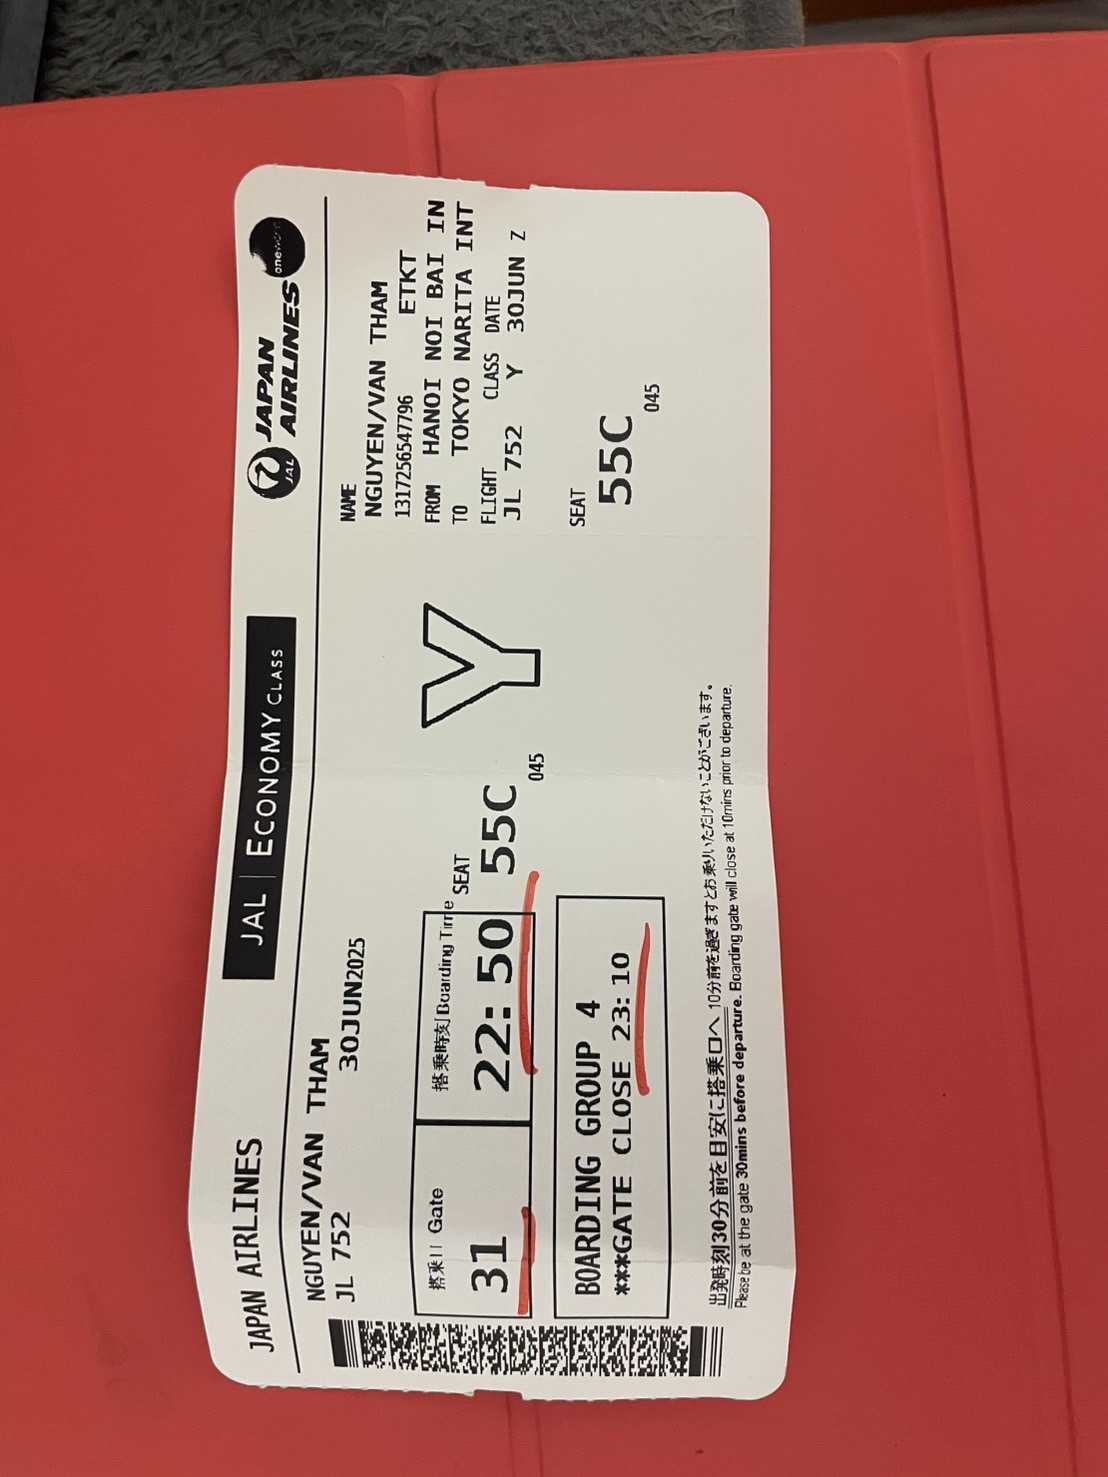 JAPAN AIRLINES
JAL | ECONOMY CLASS
JAL
JAPAN
AIRLINES
oneworld
NGUYEN/VAN THAM
JL 752 30JUN2025
搭乗口 Gate
31
搭乗時刻 Boarding Time
22:50
SEAT
55C
045
Y
BOARDING GROUP 4
***GATE CLOSE 23:10
出発時刻30分前を目安に搭乗口へ 10分前を過ぎますとお乗りいただけないことがございます。
Please be at the gate 30mins before departure. Boarding gate will close at 10mins prior to departure.
NAME
NGUYEN/VAN THAM
1317256547796 ETKT
FROM HANOI NOI BAI IN
TO TOKYO NARITA INT
FLIGHT CLASS DATE
JL 752 Y 30JUN Z
SEAT
55C
045